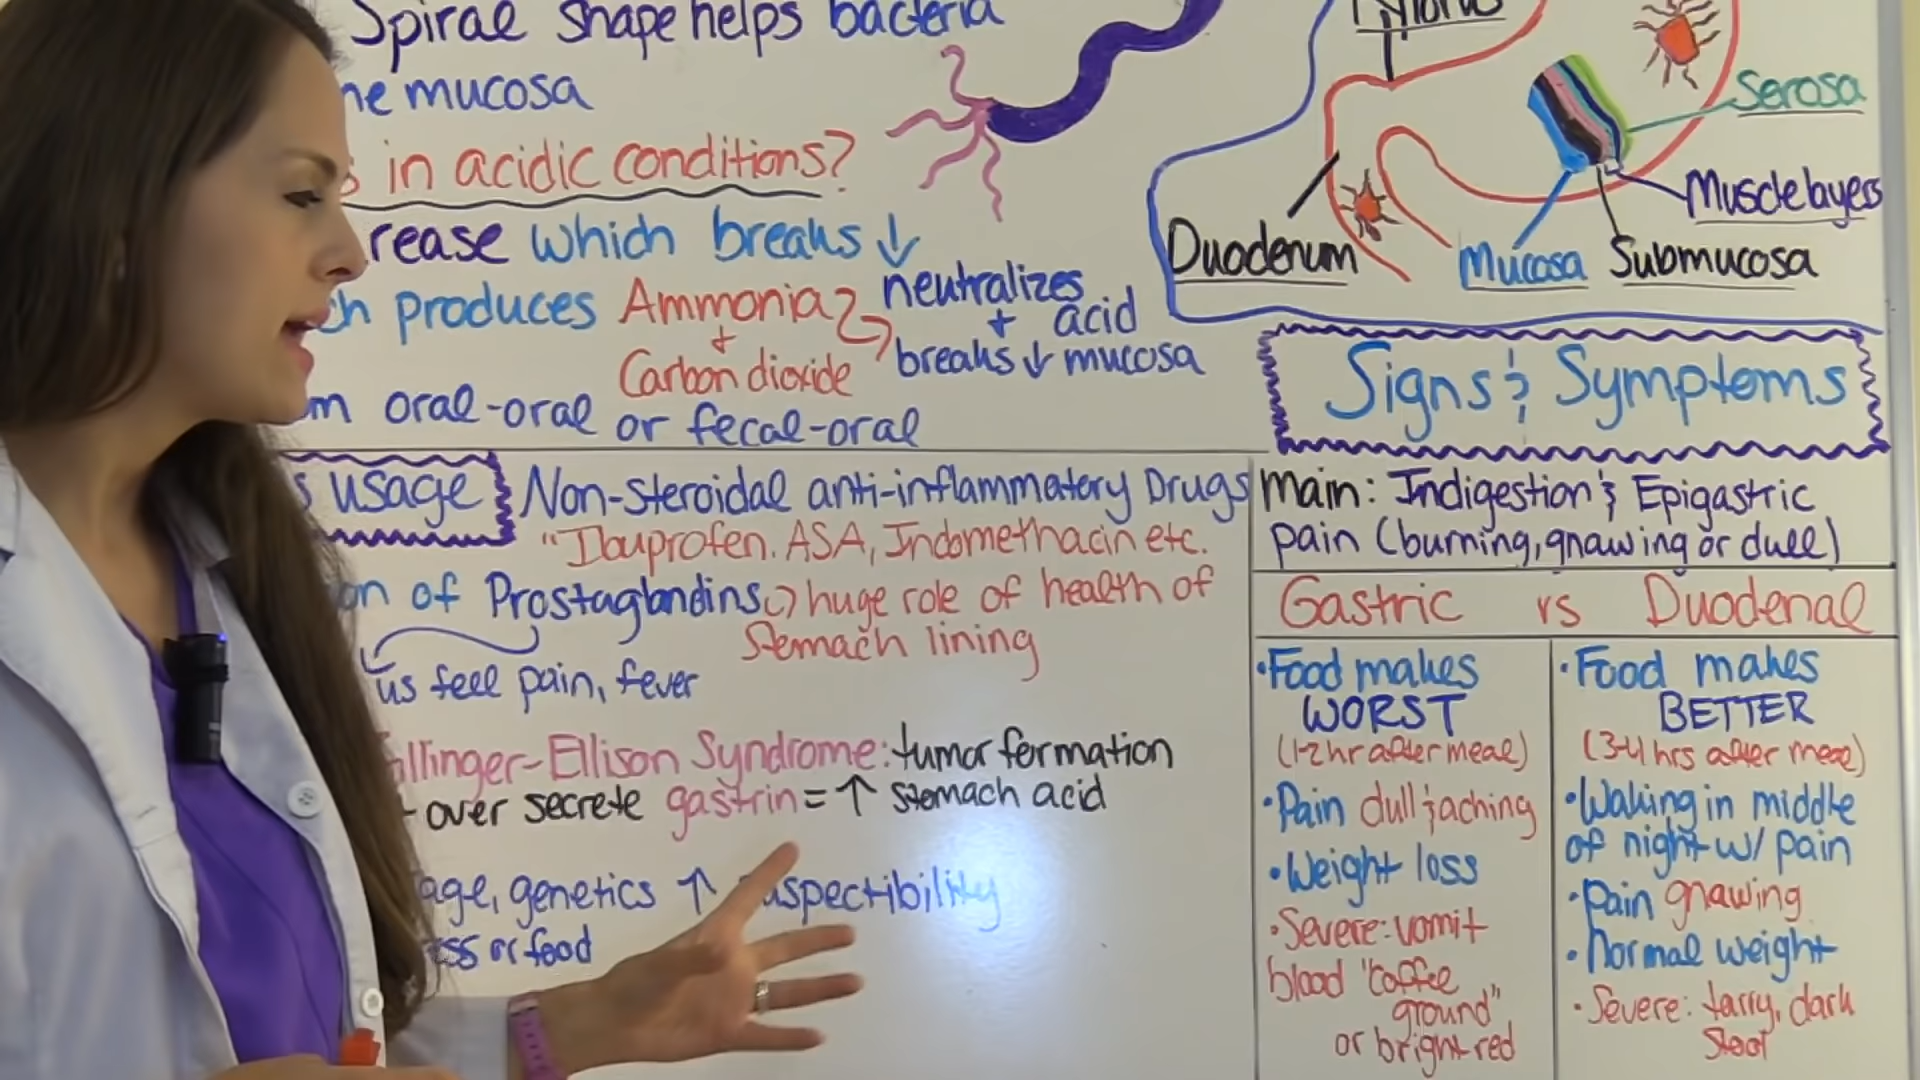 Spiral shape helps bacteria
mucosa
in acidic conditions?
rease which breaks ↓
ch produces Ammonia
+
Carbon dioxide
neutralizes
+ acid
breaks ↓ mucosa
m oral-oral or fecal-oral
Duodenum
Mucosa
Submucosa
Muscle layers
Serosa
Signs & Symptoms
s usage
Non-steroidal anti-inflammatory Drugs
"Ibuprofen. ASA, Indomethacin etc.
on of Prostaglandins huge role of health of
Stomach lining
us feel pain, fever
llinger-Ellison Syndrome: tumor formation
- over secrete gastrin = ↑ stomach acid
age, genetics ↑ suspectibility
ss or food
main: Indigestion & Epigastric
pain (burning, gnawing or dull)
Gastric vs Duodenal
• Food makes
WORST
(1-2 hr after meal)
• Pain dull & aching
• Weight loss
• Severe: vomit
blood "coffee
ground"
or bright red
• Food makes
BETTER
(3-4 hrs after meal)
• Waking in middle
of night w/ pain
• Pain gnawing
• Normal weight
• Severe: tarry, dark
stool